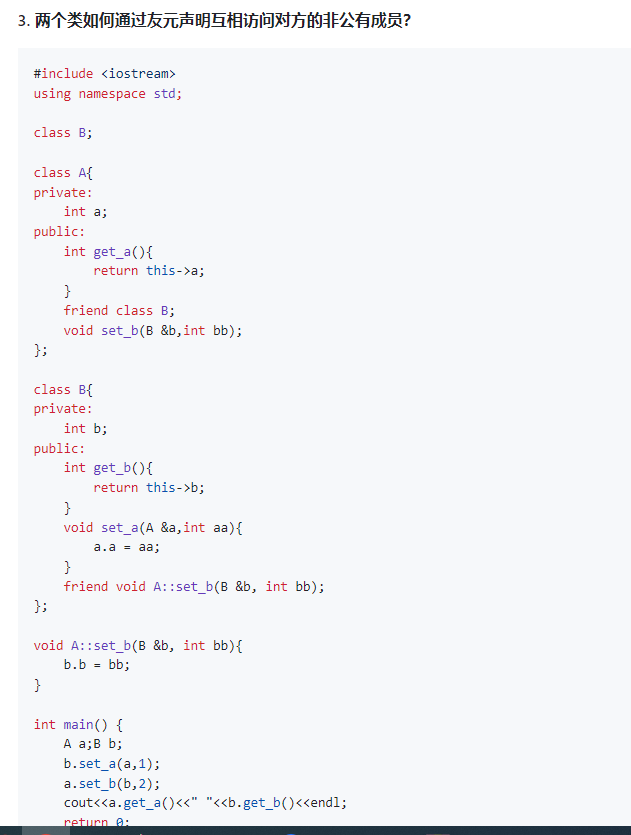 3. 两个类如何通过友元声明互相访问对方的非公有成员?
#include <iostream>
using namespace std;
class B;
class A{
private:
    int a;
public:
    int get_a(){
        return this->a;
    }
    friend class B;
    void set_b(B &b,int bb);
};
class B{
private:
    int b;
public:
    int get_b(){
        return this->b;
    }
    void set_a(A &a,int aa){
        a.a = aa;
    }
    friend void A::set_b(B &b, int bb);
};
void A::set_b(B &b, int bb){
    b.b = bb;
}
int main() {
    A a;B b;
    b.set_a(a,1);
    a.set_b(b,2);
    cout<<a.get_a()<<" "<<b.get_b()<<endl;
    return 0;